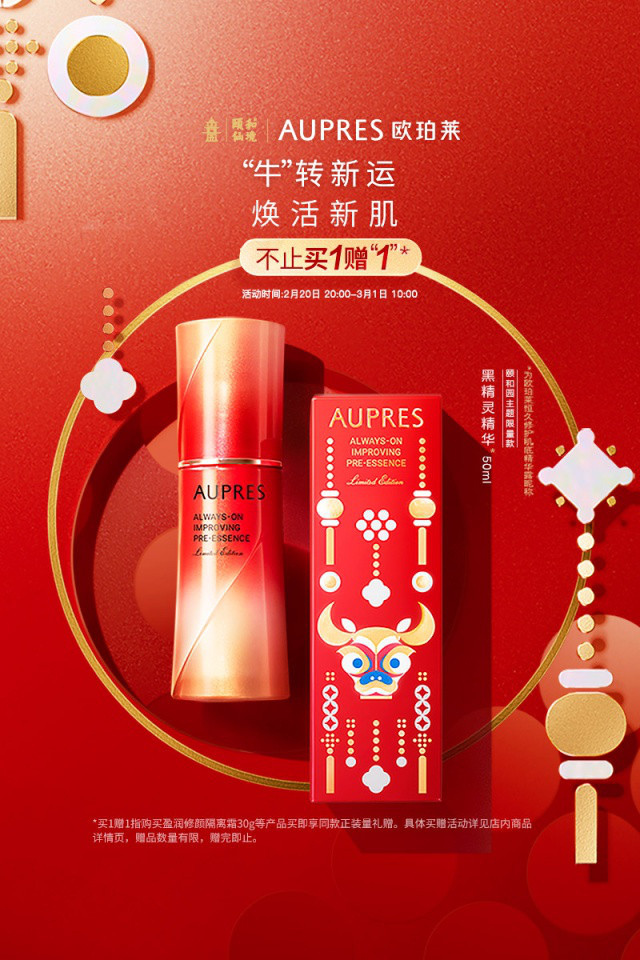 颐和仙境 AUPRES 欧珀莱
“牛”转新运
焕活新肌
不止买1赠“1”*
活动时间:2月20日 20:00-3月1日 10:00
AUPRES
ALWAYS-ON
IMPROVING
PRE-ESSENCE
Limited Edition
AUPRES
ALWAYS-ON
IMPROVING
PRE-ESSENCE
Limited Edition
黑精灵精华* 50ml
颐和园主题限量款
*为欧珀莱恒久修护肌底精华露昵称
*买1赠1指购买盈润修颜隔离霜30g等产品买即享同款正装量礼赠。具体买赠活动详见店内商品
详情页，赠品数量有限，赠完即止。